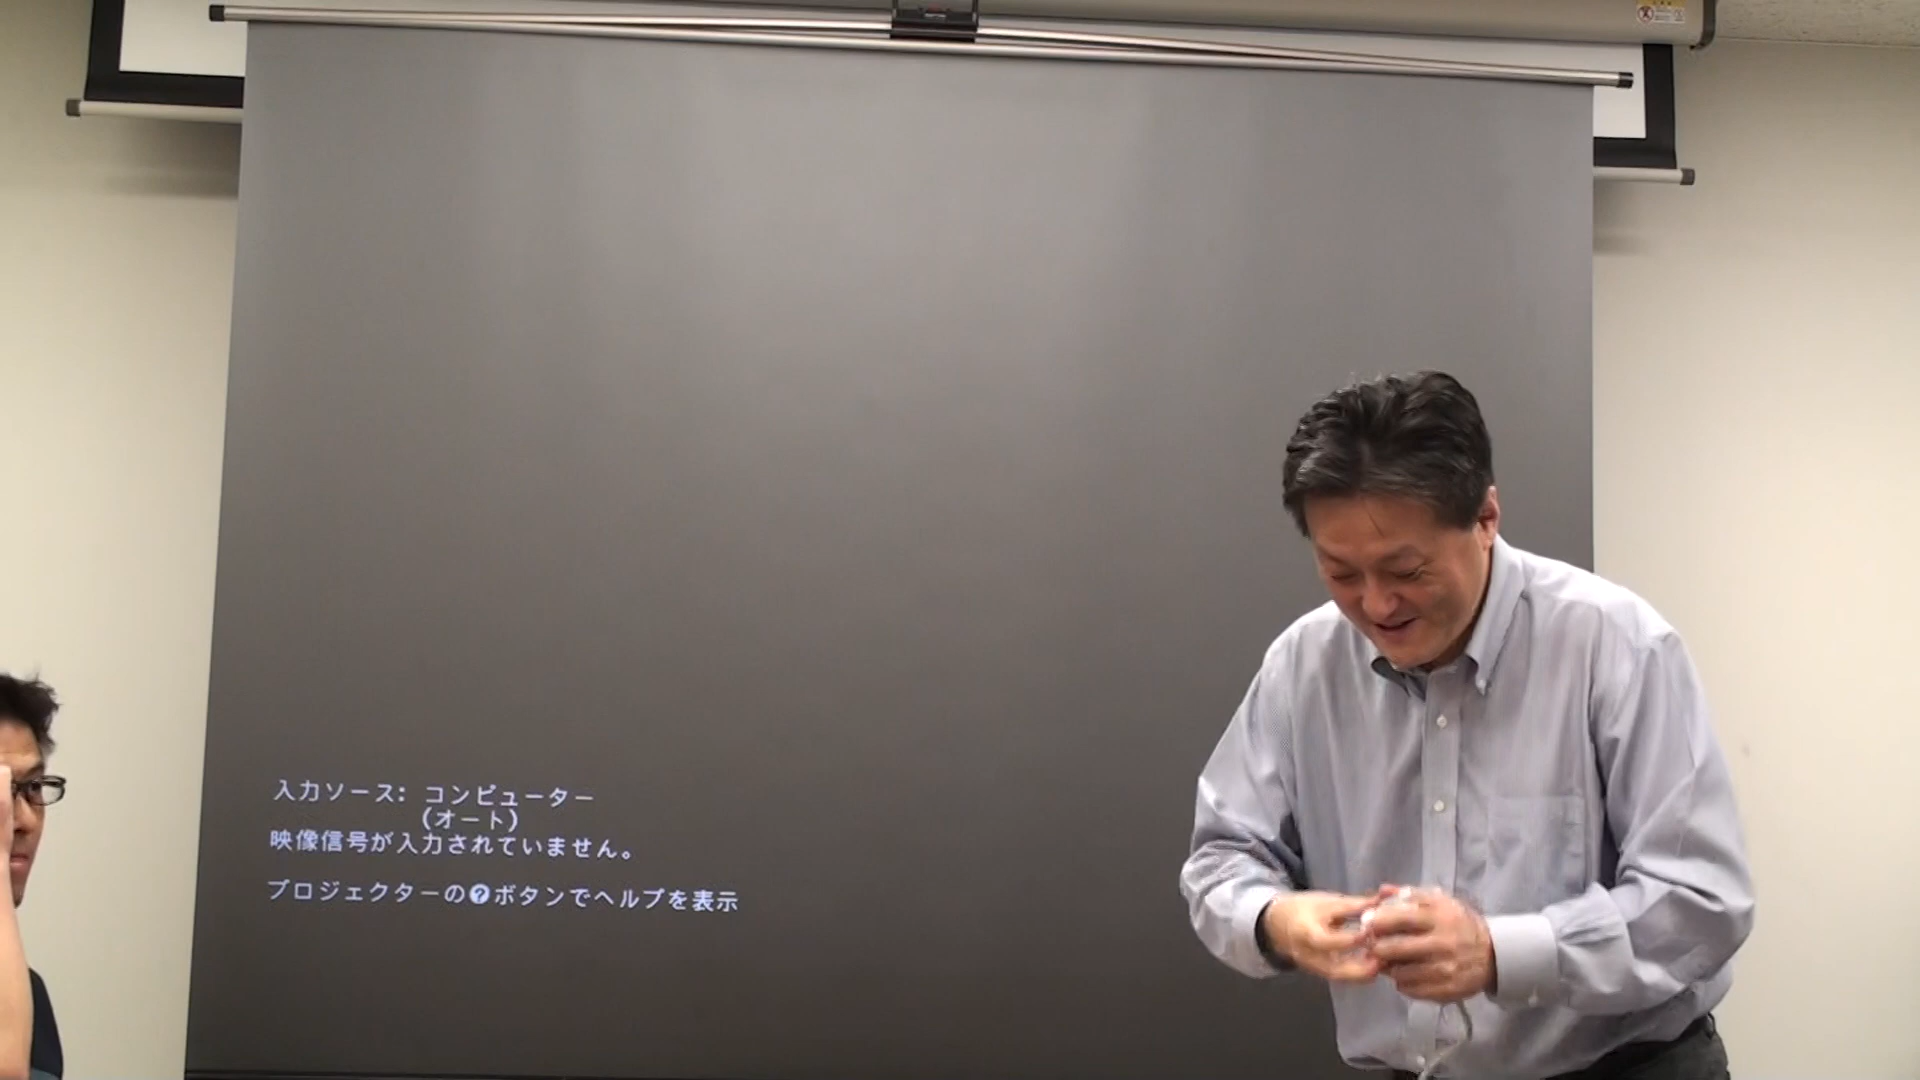 入力ソース: コンピューター
(オート)
映像信号が入力されていません。
プロジェクターの?ボタンでヘルプを表示